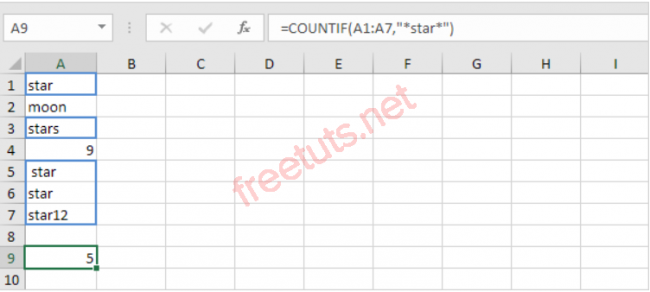 A9 fx =COUNTIF(A1:A7,"*star*")
A B C D E F G H I
1 star
2 moon
3 stars
4 9
5 star
6 star
7 star12
8
9 5
10
freetuts.net